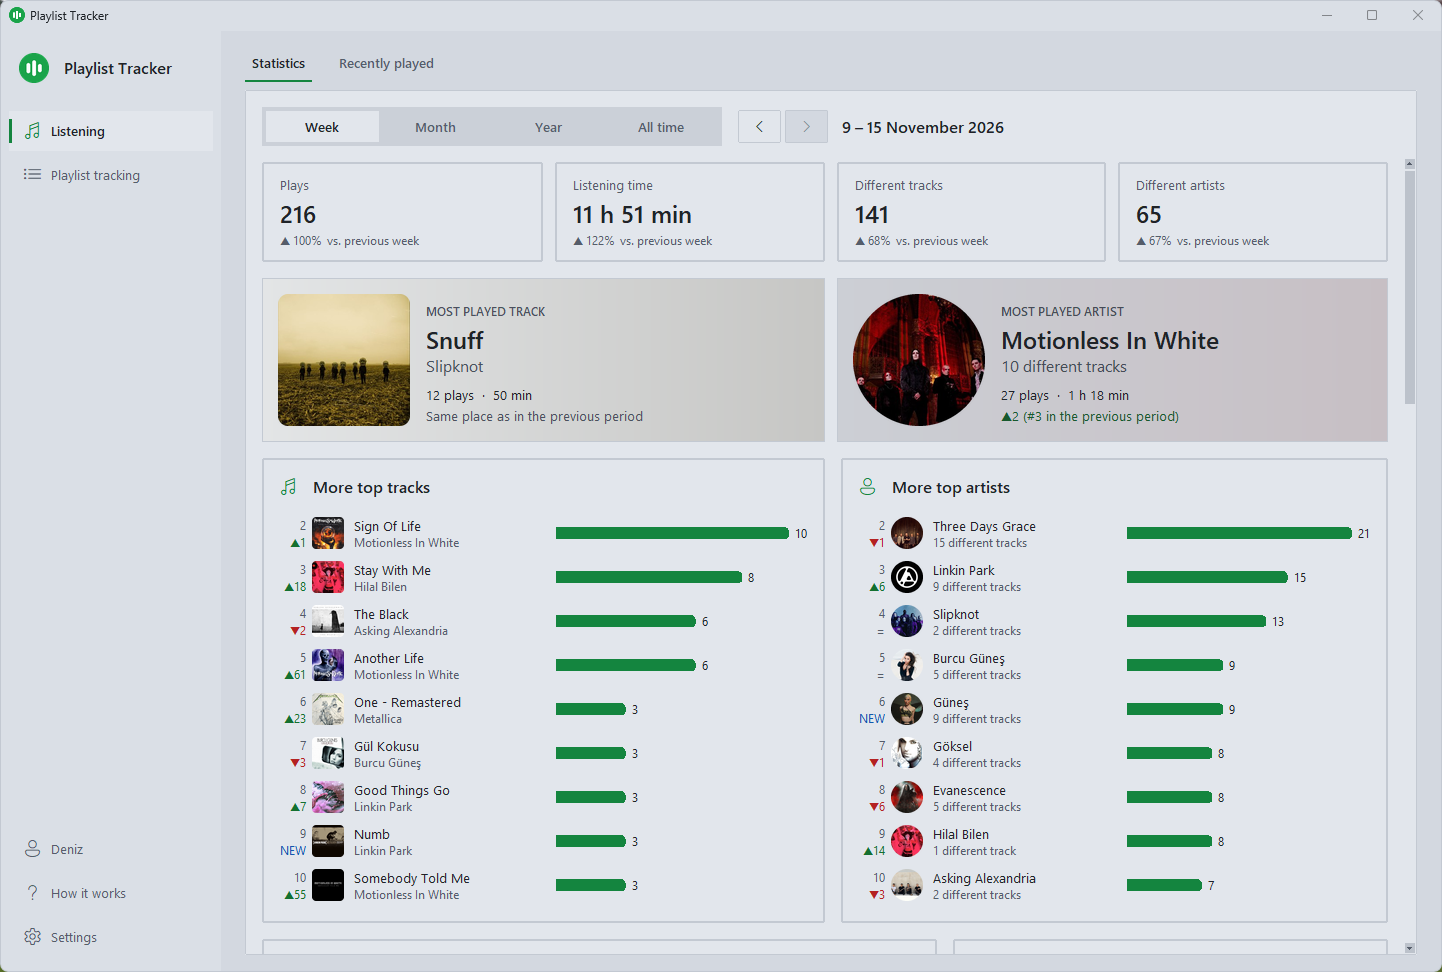 Playlist Tracker
Playlist Tracker
Listening
Playlist tracking
Deniz
How it works
Settings
Statistics
Recently played
Week
Month
Year
All time
9 – 15 November 2026
Plays
216
▲ 100% vs. previous week
Listening time
11 h 51 min
▲ 122% vs. previous week
Different tracks
141
▲ 68% vs. previous week
Different artists
65
▲ 67% vs. previous week
MOST PLAYED TRACK
Snuff
Slipknot
12 plays · 50 min
Same place as in the previous period
MOST PLAYED ARTIST
Motionless In White
10 different tracks
27 plays · 1 h 18 min
▲2 (#3 in the previous period)
More top tracks
2 Sign Of Life 10
▲1 Motionless In White
3 Stay With Me 8
▲18 Hilal Bilen
4 The Black 6
▼2 Asking Alexandria
5 Another Life 6
▲61 Motionless In White
6 One - Remastered 3
▲23 Metallica
7 Gül Kokusu 3
▼3 Burcu Güneş
8 Good Things Go 3
▲7 Linkin Park
9 Numb 3
NEW Linkin Park
10 Somebody Told Me 3
▲55 Motionless In White
More top artists
2 Three Days Grace 21
▼1 15 different tracks
3 Linkin Park 15
▲6 9 different tracks
4 Slipknot 13
= 2 different tracks
5 Burcu Güneş 9
= 5 different tracks
6 Güneş 9
NEW 9 different tracks
7 Göksel 8
▼1 4 different tracks
8 Evanescence 8
▼6 5 different tracks
9 Hilal Bilen 8
▲14 1 different track
10 Asking Alexandria 7
▼3 2 different tracks